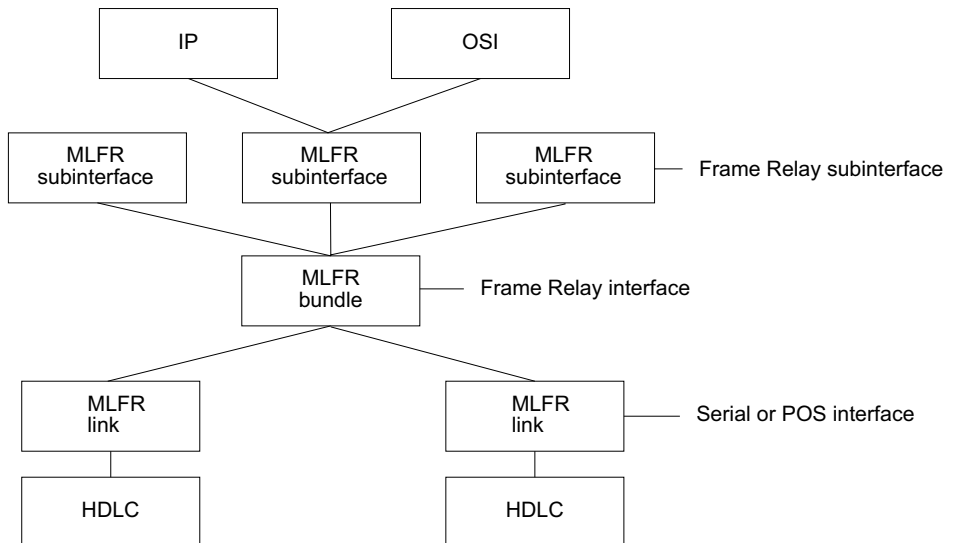 IP
OSI
MLFR
subinterface
MLFR
subinterface
MLFR
subinterface
Frame Relay subinterface
MLFR
bundle
Frame Relay interface
MLFR
link
MLFR
link
Serial or POS interface
HDLC
HDLC